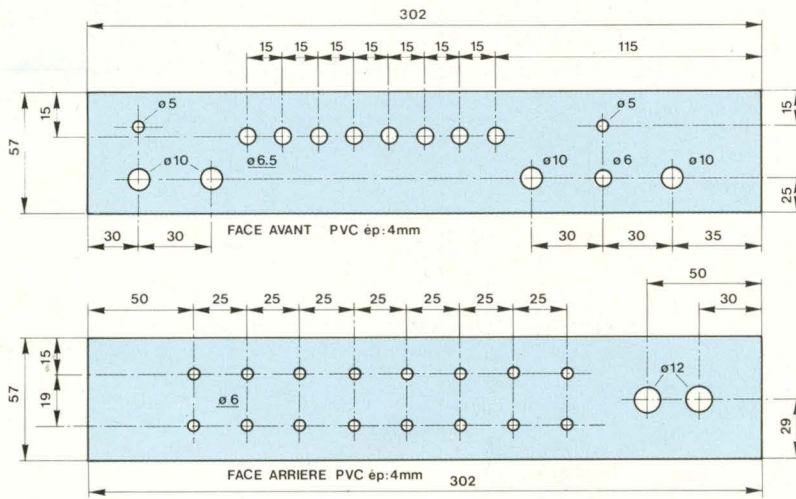 302
15 15 15 15 15 15 15 115
15 ø5 ø5 15
57
ø10 ø6.5 ø10 ø6 ø10
25
FACE AVANT PVC ép:4mm
30 30 30 30 35
50 25 25 25 25 25 25 25 50
30
15
57 19 ø6 ø12
29
FACE ARRIERE PVC ép:4mm
302